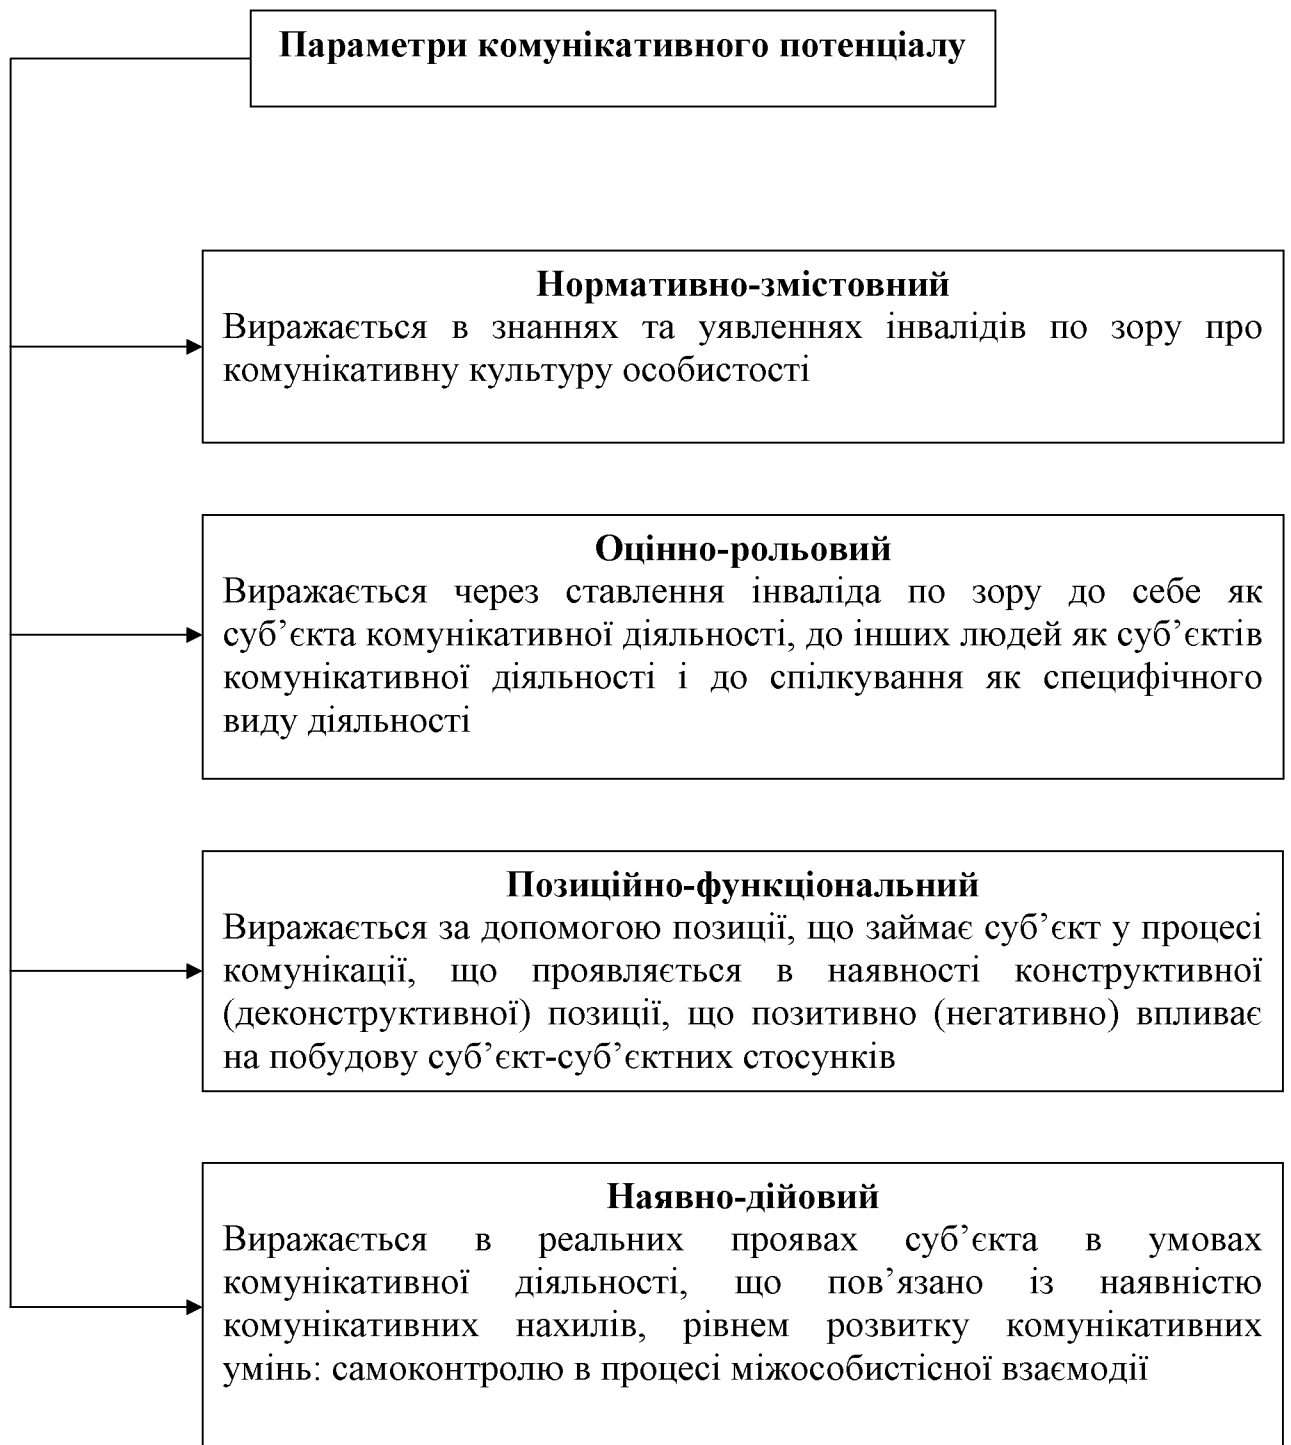 Параметри комунікативного потенціалу
Нормативно-змістовний
Виражається в знаннях та уявленнях інвалідів по зору про
комунікативну культуру особистості
Оцінно-рольовий
Виражається через ставлення інваліда по зору до себе як
суб’єкта комунікативної діяльності, до інших людей як суб’єктів
комунікативної діяльності і до спілкування як специфічного
виду діяльності
Позиційно-функціональний
Виражається за допомогою позиції, що займає суб’єкт у процесі
комунікації, що проявляється в наявності конструктивної
(деконструктивної) позиції, що позитивно (негативно) впливає
на побудову суб’єкт-суб’єктних стосунків
Наявно-дійовий
Виражається в реальних проявах суб’єкта в умовах
комунікативної діяльності, що пов’язано із наявністю
комунікативних нахилів, рівнем розвитку комунікативних
умінь: самоконтролю в процесі міжособистісної взаємодії